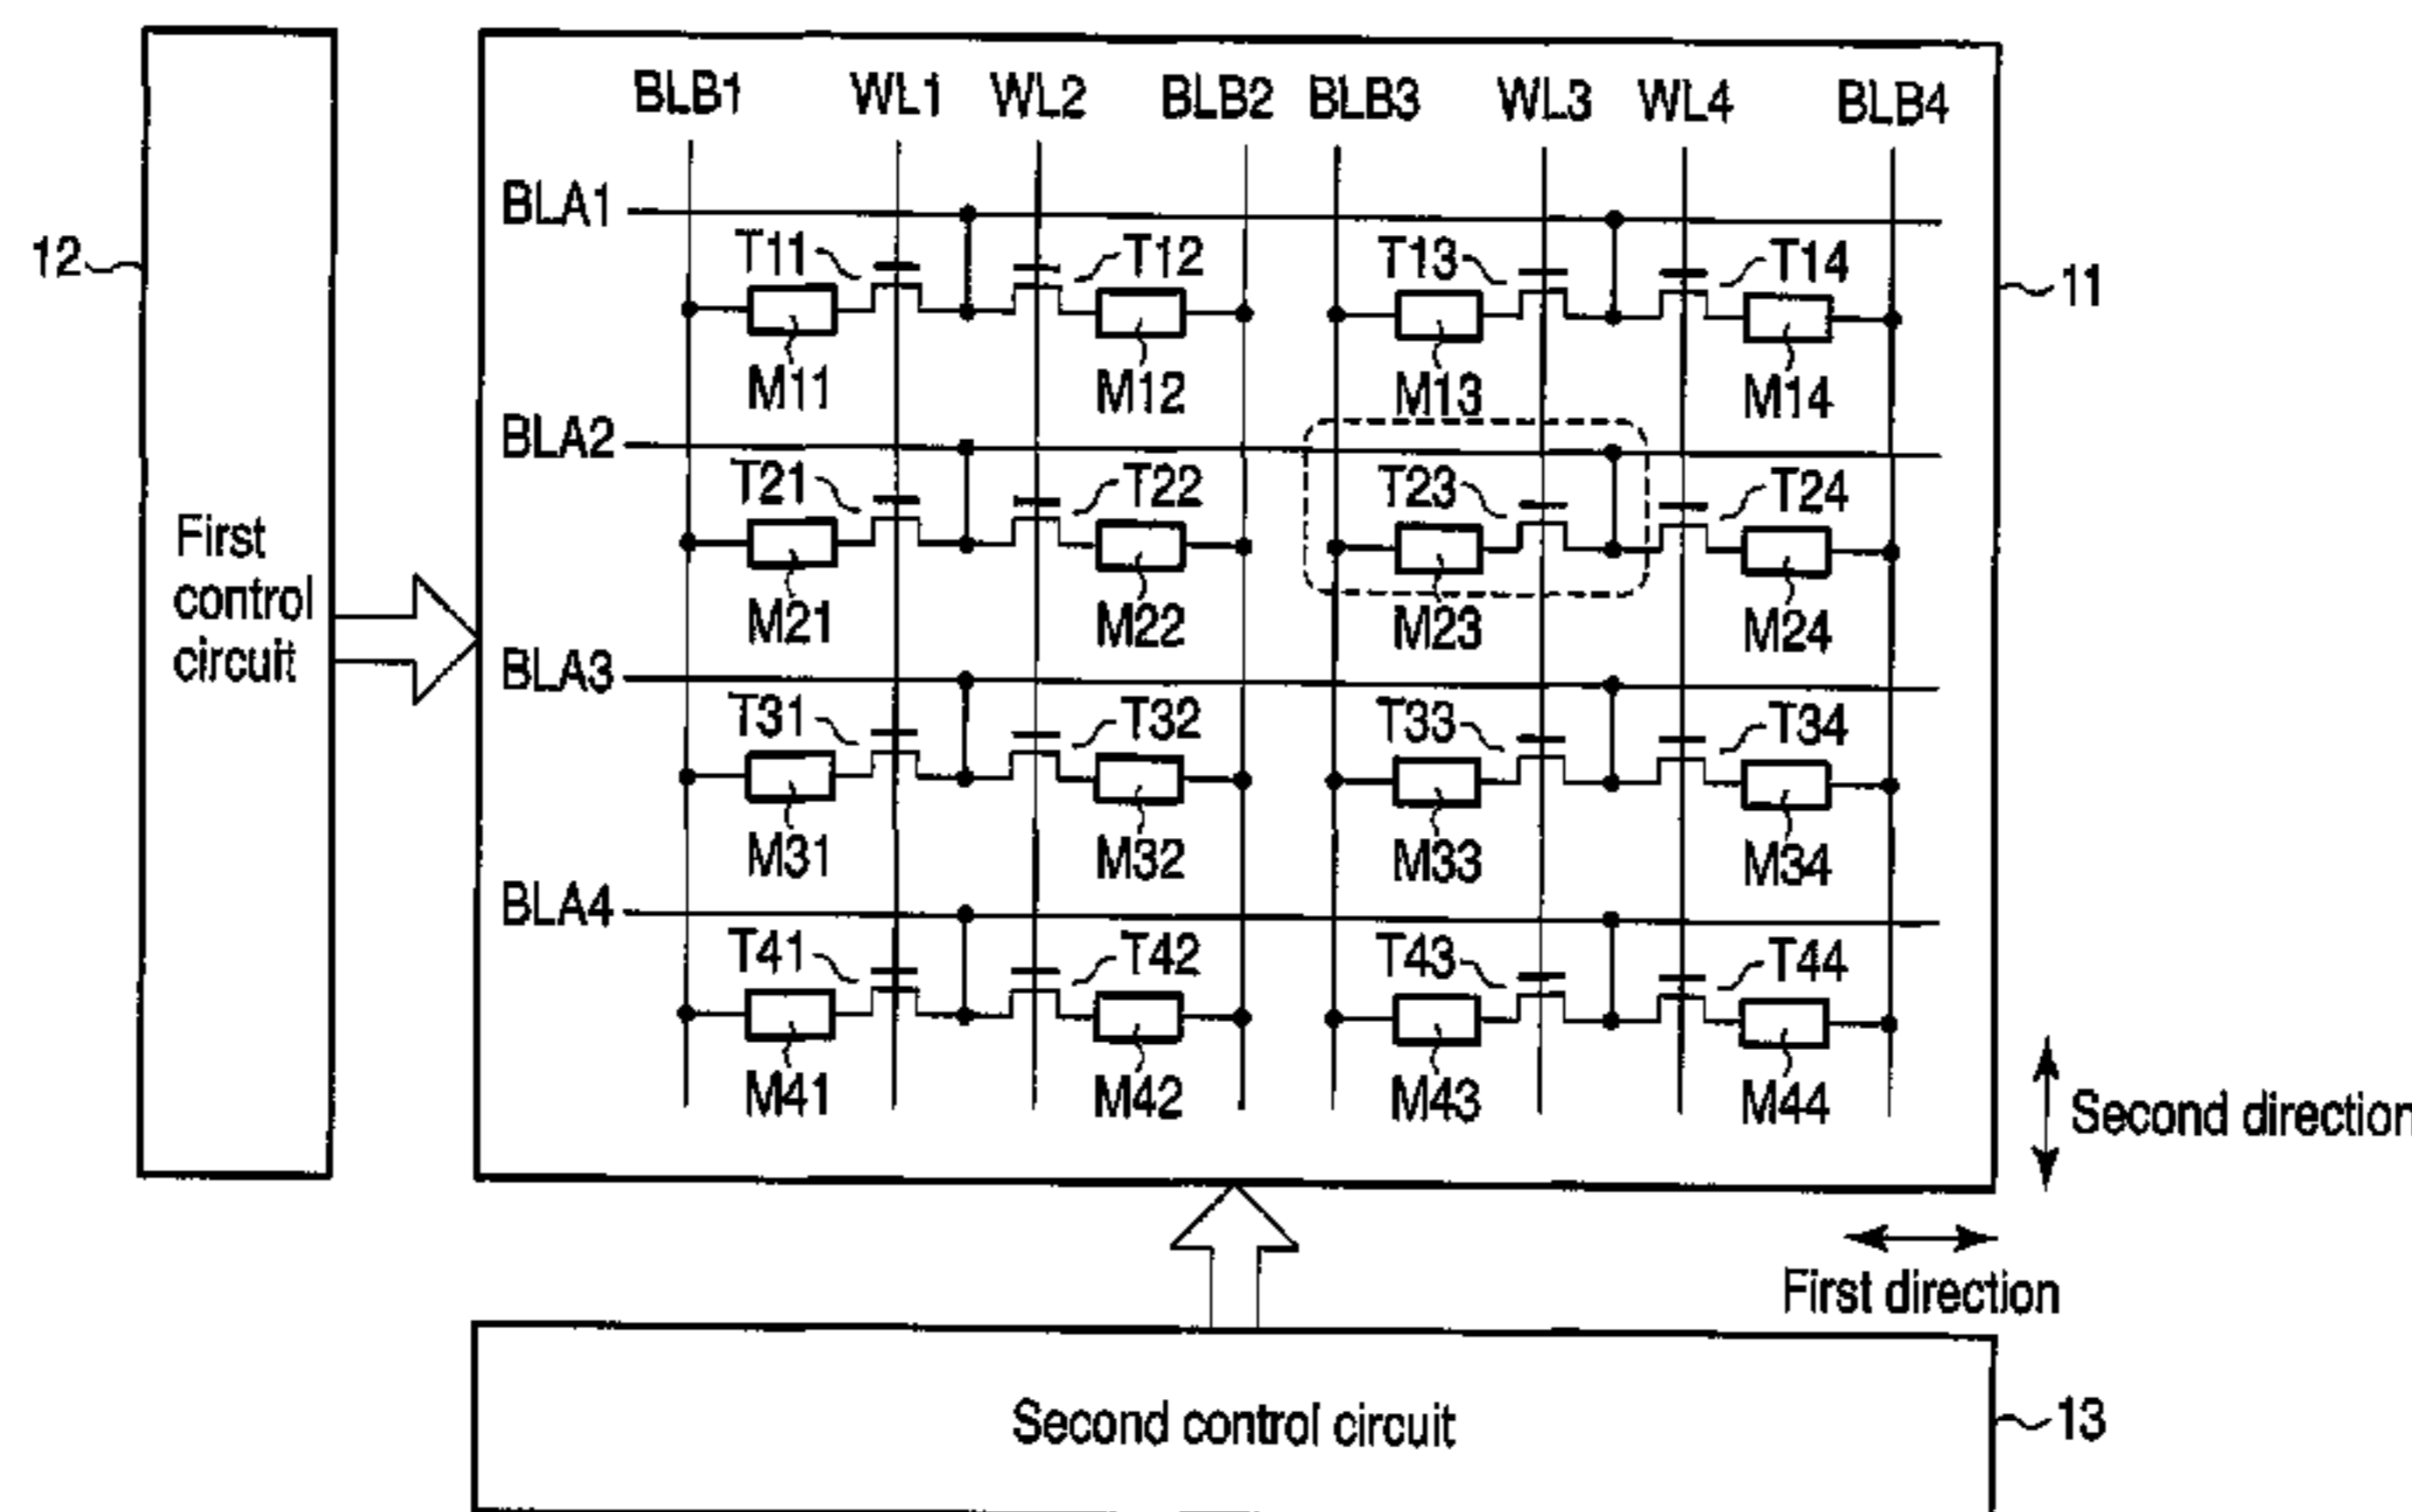 BLB1 WL1 WL2 BLB2 BLB3 WL3 WL4 BLB4
BLA1
T11 T12 T13 T14
12
11
M11 M12 M13 M14
BLA2
T21 T22 T23 T24
First
control
circuit
M21 M22 M23 M24
BLA3
T31 T32 T33 T34
M31 M32 M33 M34
BLA4
T41 T42 T43 T44
M41 M42 M43 M44
Second direction
First direction
Second control circuit
13